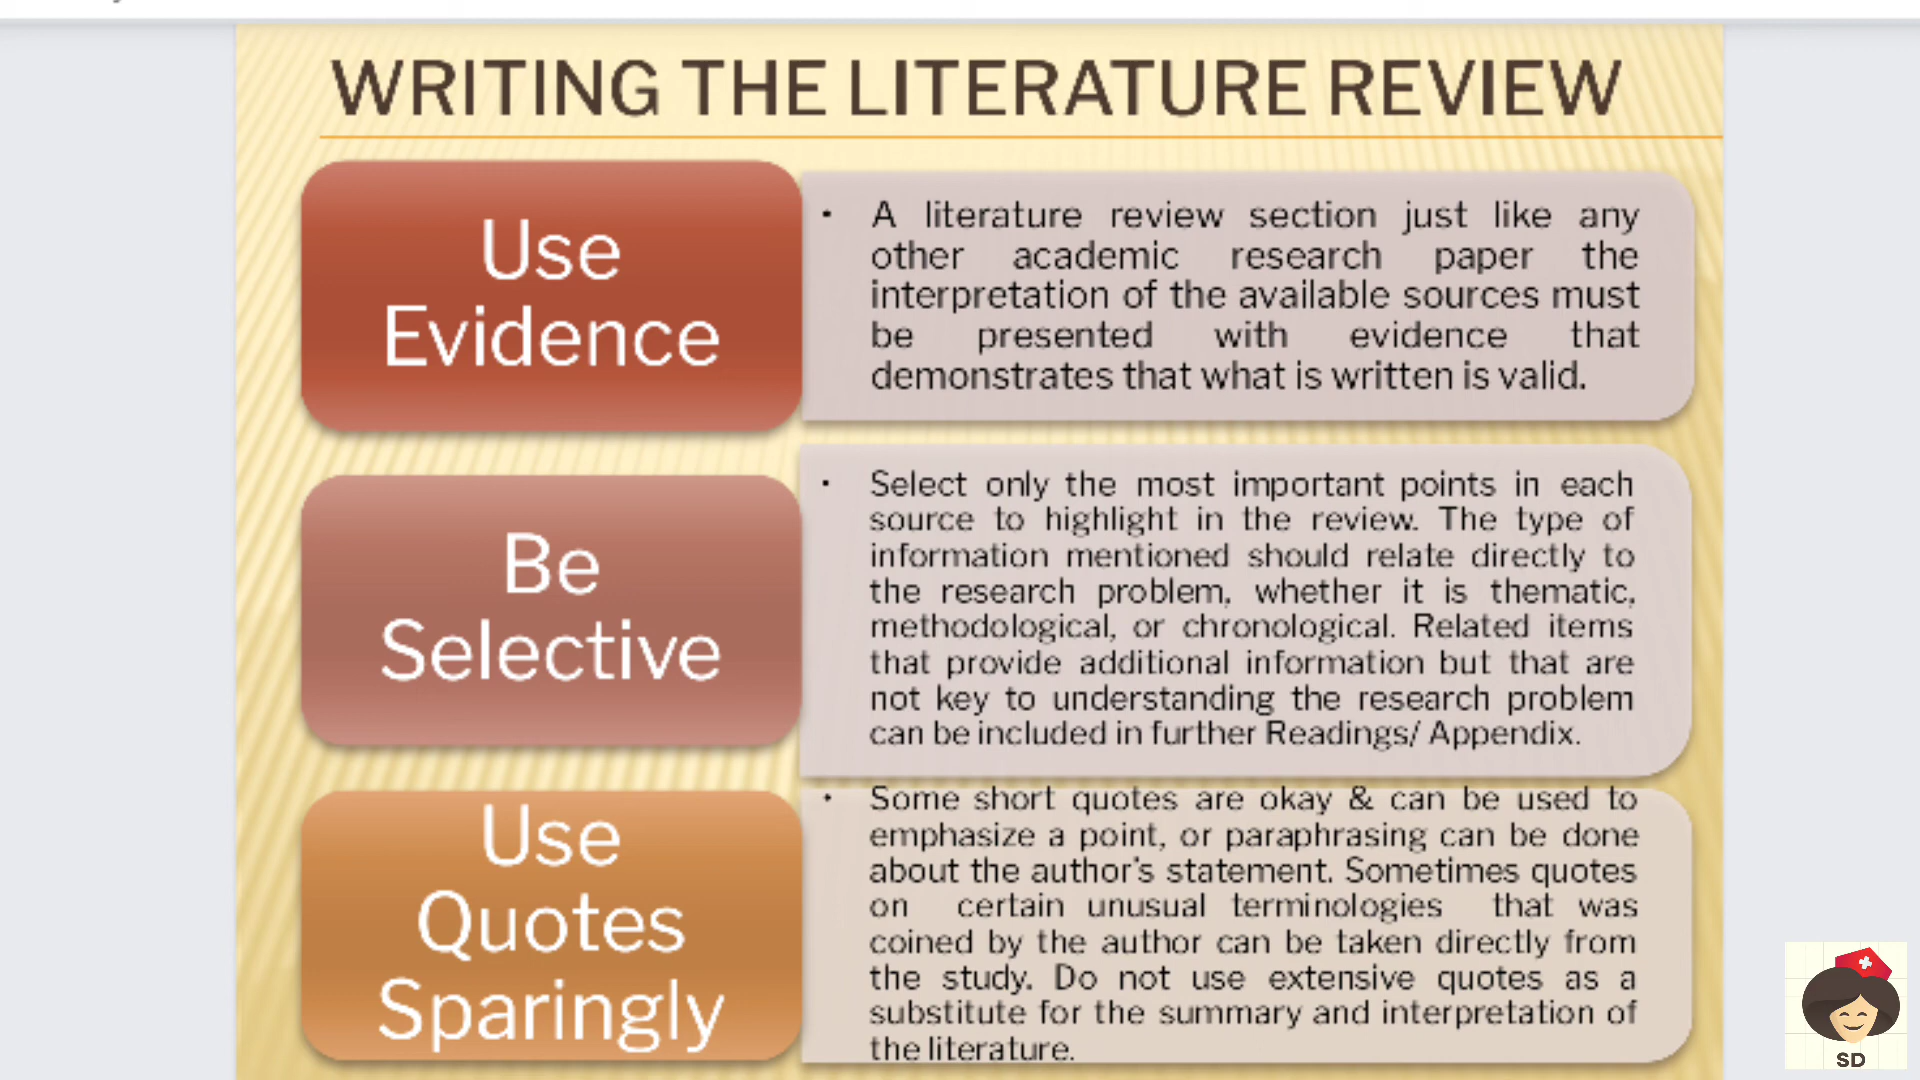 WRITING THE LITERATURE REVIEW
Use
Evidence
• A literature review section just like any
other academic research paper the
interpretation of the available sources must
be presented with evidence that
demonstrates that what is written is valid.
Be
Selective
• Select only the most important points in each
source to highlight in the review. The type of
information mentioned should relate directly to
the research problem, whether it is thematic,
methodological, or chronological. Related items
that provide additional information but that are
not key to understanding the research problem
can be included in further Readings/ Appendix.
Use
Quotes
Sparingly
• Some short quotes are okay & can be used to
emphasize a point, or paraphrasing can be done
about the author's statement. Sometimes quotes
on certain unusual terminologies that was
coined by the author can be taken directly from
the study. Do not use extensive quotes as a
substitute for the summary and interpretation of
the literature.
SD